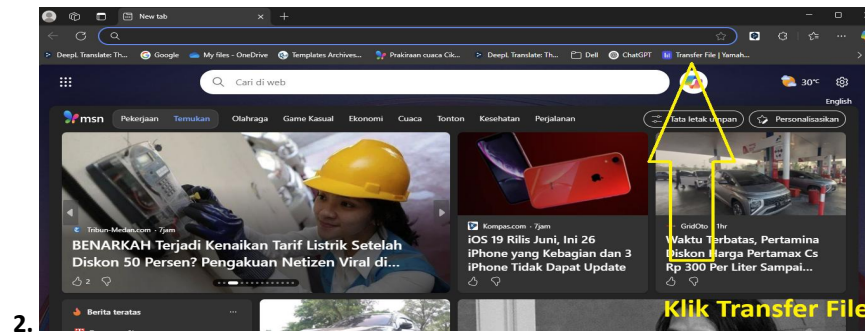 New tab
DeepL Translate: Th... Google My files - OneDrive Templates Archives... Prakiraan cuaca Cik... DeepL Translate: Th... Dell ChatGPT Transfer File | Yamah...
Cari di web
30°C
English
msn Pekerjaan Temukan Olahraga Game Kasual Ekonomi Cuaca Tonton Kesehatan Perjalanan Tata letak umpan Personalisasikan
Tribun-Medan.com · 7jam
BENARKAH Terjadi Kenaikan Tarif Listrik Setelah
Diskon 50 Persen? Pengakuan Netizen Viral di...
2
Kompas.com · 7jam
iOS 19 Rilis Juni, Ini 26
iPhone yang Kebagian dan 3
iPhone Tidak Dapat Update
GridOto · 1hr
Waktu Terbatas, Pertamina
Diskon Harga Pertamax Cs
Rp 300 Per Liter Sampai...
Berita teratas
Klik Transfer File
2.